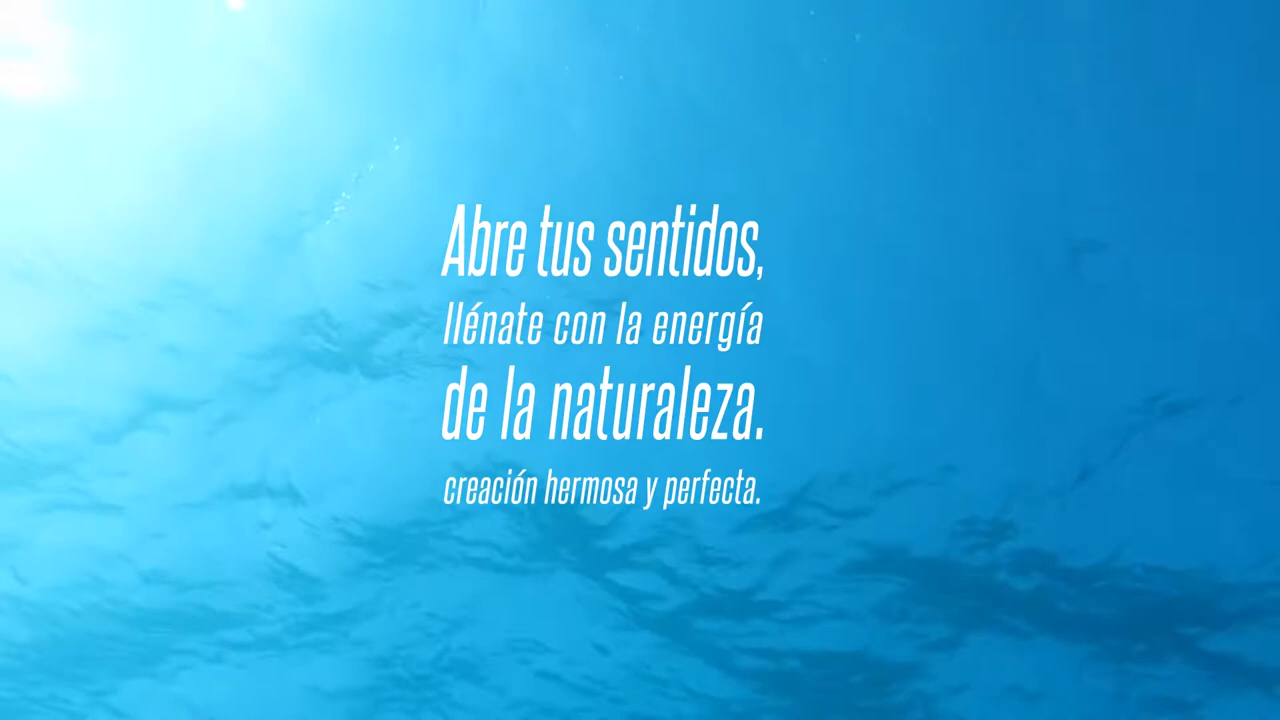 Abre tus sentidos,
llénate con la energía
de la naturaleza.
creación hermosa y perfecta.